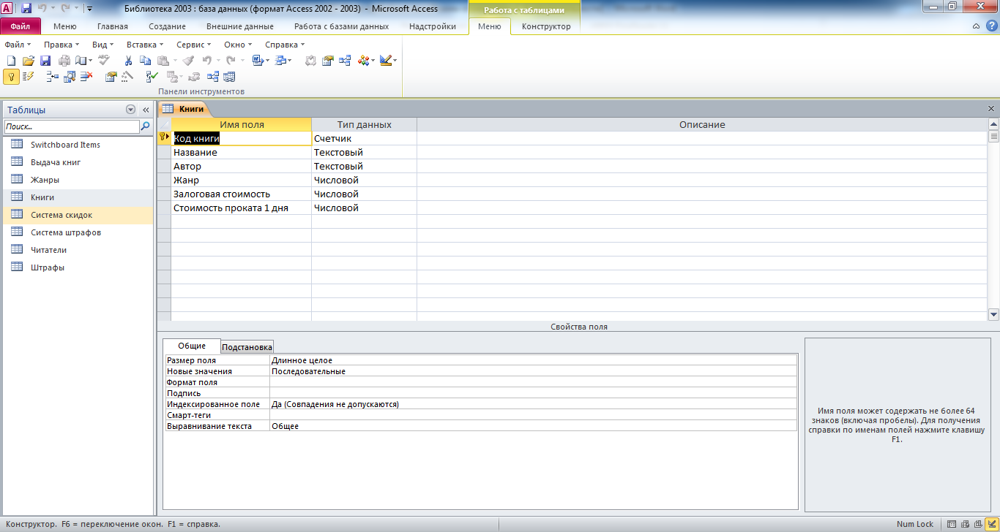 Библиотека 2003 : база данных (формат Access 2002 - 2003) - Microsoft Access
Работа с таблицами
Файл Меню Главная Создание Внешние данные Работа с базами данных Надстройки Меню Конструктор
Файл Правка Вид Вставка Сервис Окно Справка
Панели инструментов
Таблицы
Поиск...
Switchboard Items
Выдача книг
Жанры
Книги
Система скидок
Система штрафов
Читатели
Штрафы
Книги
Имя поля Тип данных Описание
Код книги Счетчик
Название Текстовый
Автор Текстовый
Жанр Числовой
Залоговая стоимость Числовой
Стоимость проката 1 дня Числовой
Свойства поля
Общие Подстановка
Размер поля Длинное целое
Новые значения Последовательные
Формат поля
Подпись
Индексированное поле Да (Совпадения не допускаются)
Смарт-теги
Выравнивание текста Общее
Имя поля может содержать не более 64
знаков (включая пробелы). Для получения
справки по именам полей нажмите клавишу
F1.
Конструктор. F6 = переключение окон. F1 = справка. Num Lock